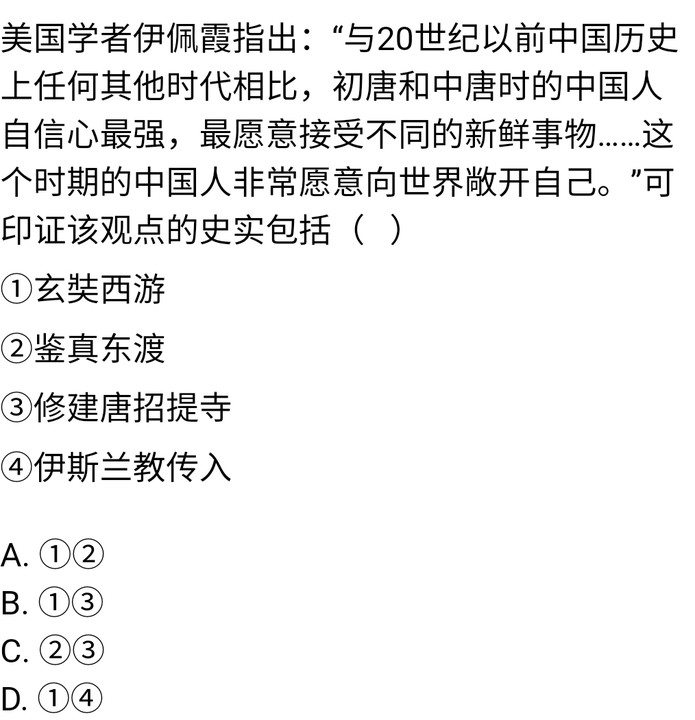 美国学者伊佩霞指出：“与20世纪以前中国历史
上任何其他时代相比，初唐和中唐时的中国人
自信心最强，最愿意接受不同的新鲜事物……这
个时期的中国人非常愿意向世界敞开自己。”可
印证该观点的史实包括（ ）
①玄奘西游
②鉴真东渡
③修建唐招提寺
④伊斯兰教传入
A. ①②
B. ①③
C. ②③
D. ①④